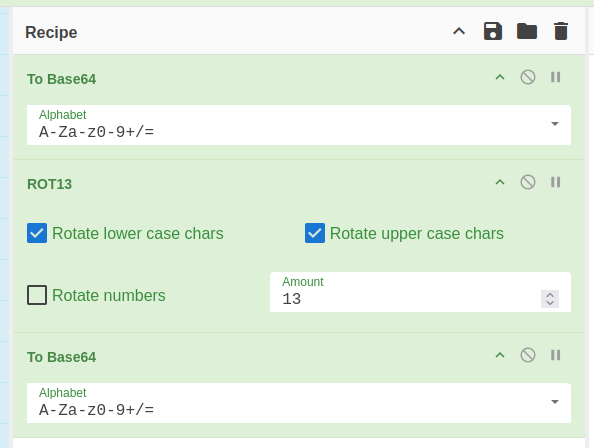 Recipe
To Base64
Alphabet
A-Za-z0-9+/=
ROT13
Rotate lower case chars
Rotate upper case chars
Rotate numbers
Amount
13
To Base64
Alphabet
A-Za-z0-9+/=